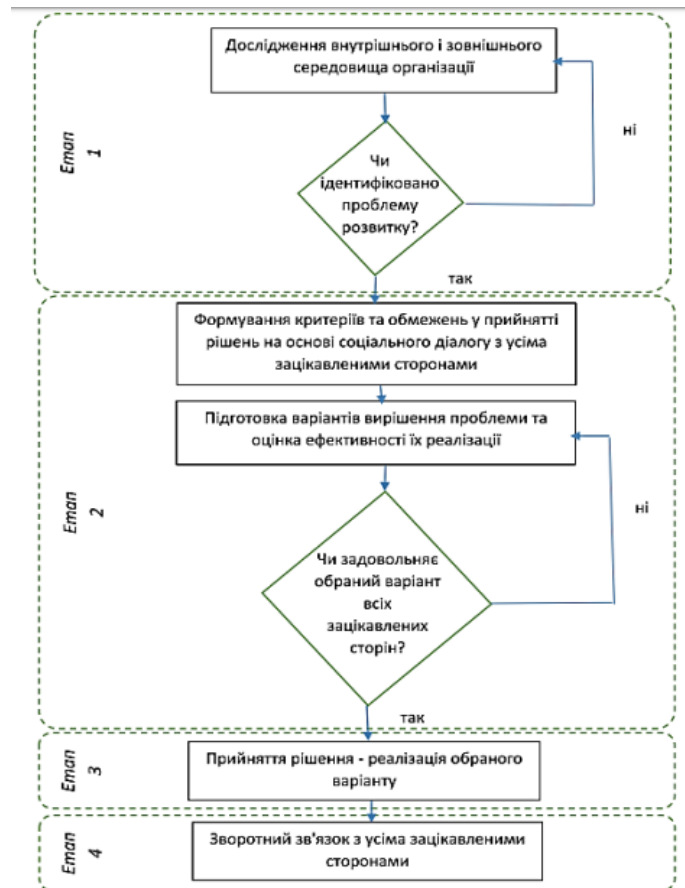 Дослідження внутрішнього і зовнішнього
середовища організації
ні
Етап
1
Чи
ідентифіковано
проблему
розвитку?
так
Формування критеріїв та обмежень у прийнятті
рішень на основі соціального діалогу з усіма
зацікавленими сторонами
Підготовка варіантів вирішення проблеми та
оцінка ефективності їх реалізації
Етап
2
ні
Чи задовольняє
обраний варіант
всіх
зацікавлених
сторін?
так
Етап
3
Прийняття рішення - реалізація обраного
варіанту
Етап
4
Зворотний зв'язок з усіма зацікавленими
сторонами